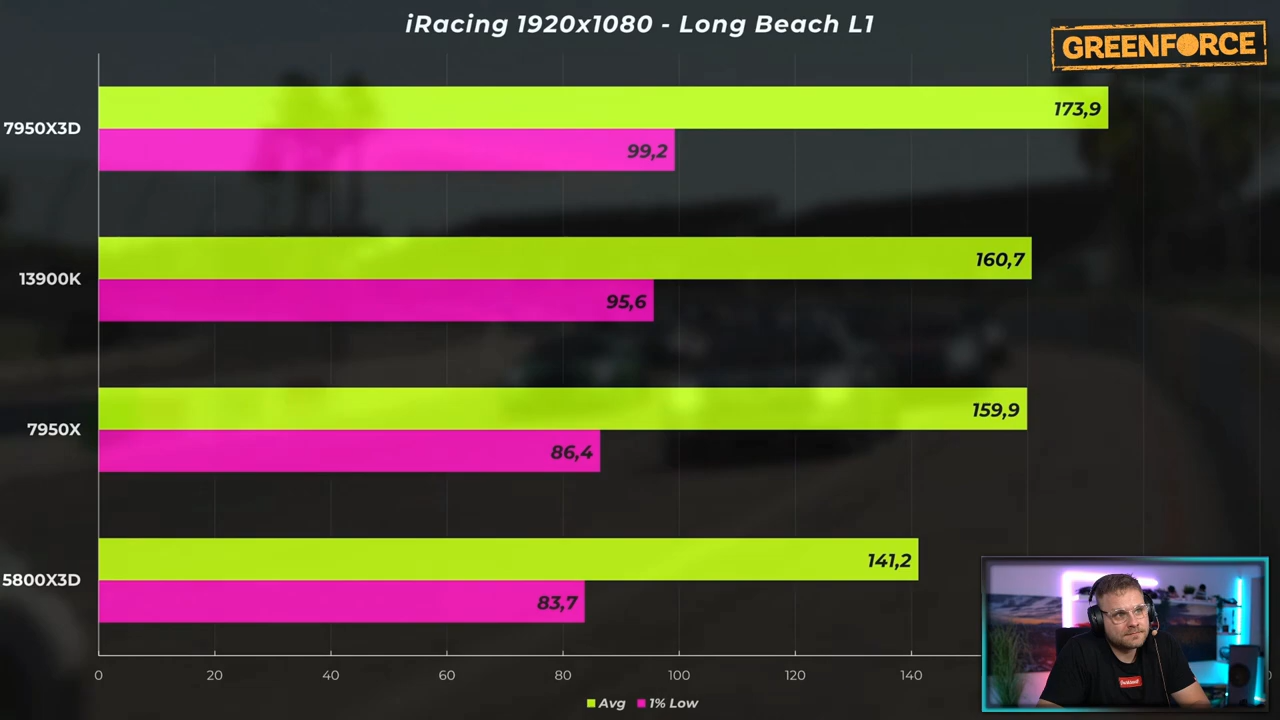 iRacing 1920x1080 - Long Beach L1
GREENFORCE
7950X3D
173,9
99,2
13900K
160,7
95,6
7950X
159,9
86,4
5800X3D
141,2
83,7
0 20 40 60 80 100 120 140
Avg 1% Low